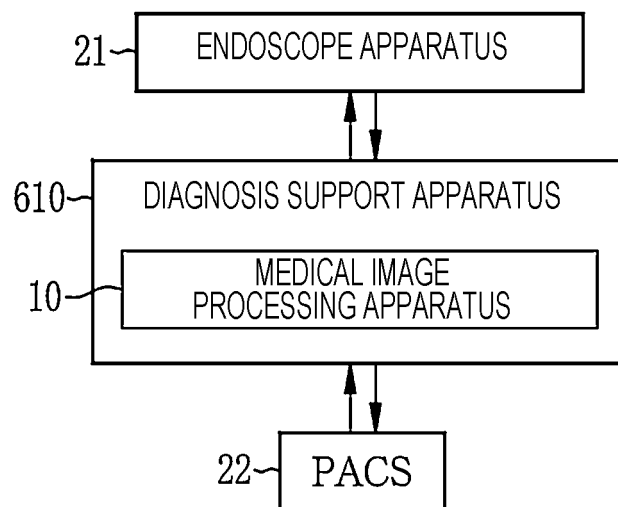 21
ENDOSCOPE APPARATUS
610
DIAGNOSIS SUPPORT APPARATUS
10
MEDICAL IMAGE
PROCESSING APPARATUS
22
PACS